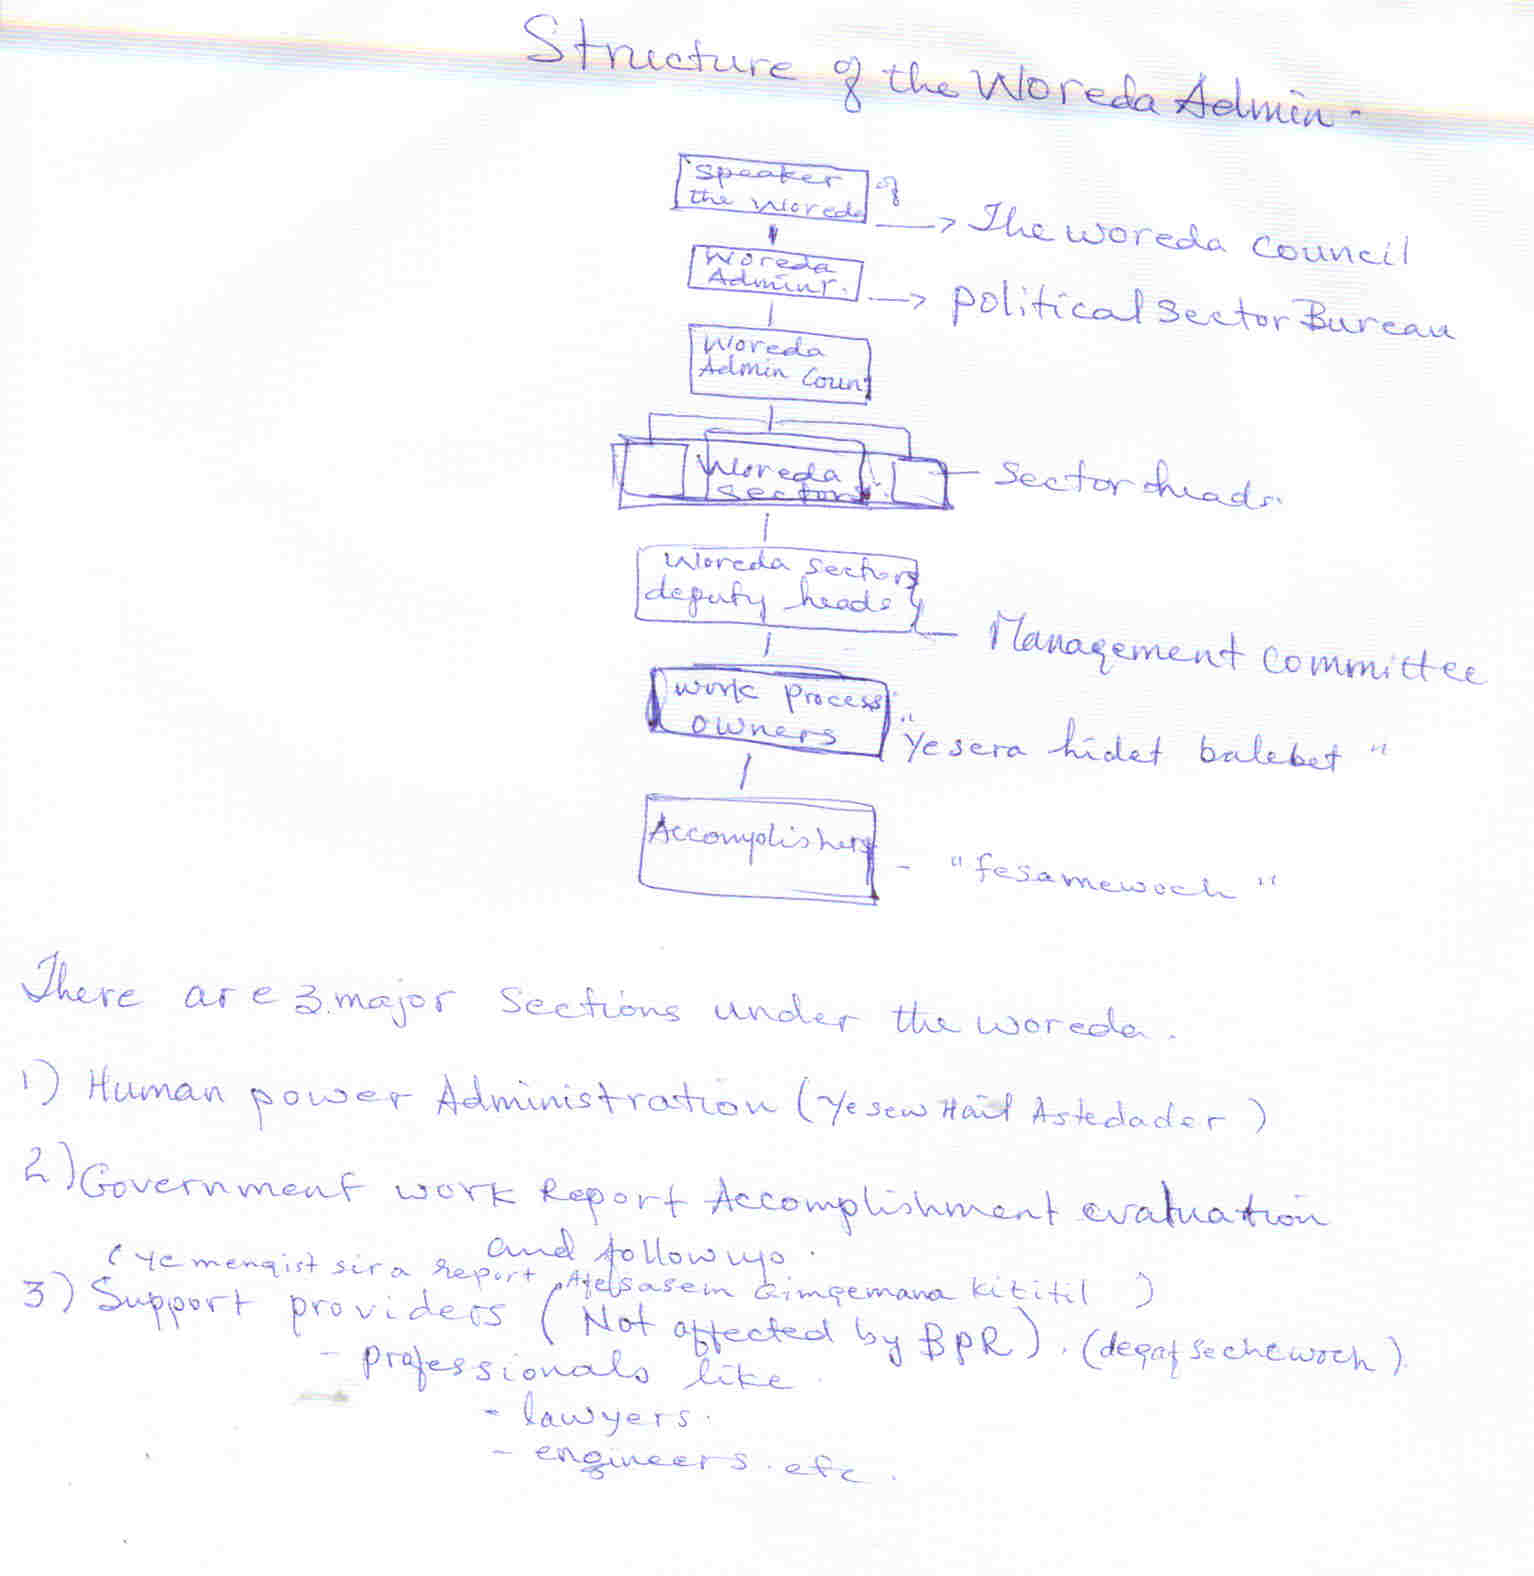 Structure of the Woreda Admin.
Speaker of
the Woreda → The woreda council
Woreda
Adminr. → political sector Bureau
Woreda
Admin Coun
Woreda
sectors - Sector heads.
Woreda sectors
deputy heads - Management committee
work process
owners "Yesera hidet balebet"
Accomplishers - "fesamewoch"
There are 3 major sections under the woreda.
1) Human power Administration (Yesew Hail Astedader)
2) Government work Report Accomplishment evaluation
and follow up.
(Yemengist sira report Afetsasem Gimgemana kititil)
3) Support providers (Not affected by BPR). (degaf sechewoch)
- professionals like
- lawyers.
- engineers. etc.